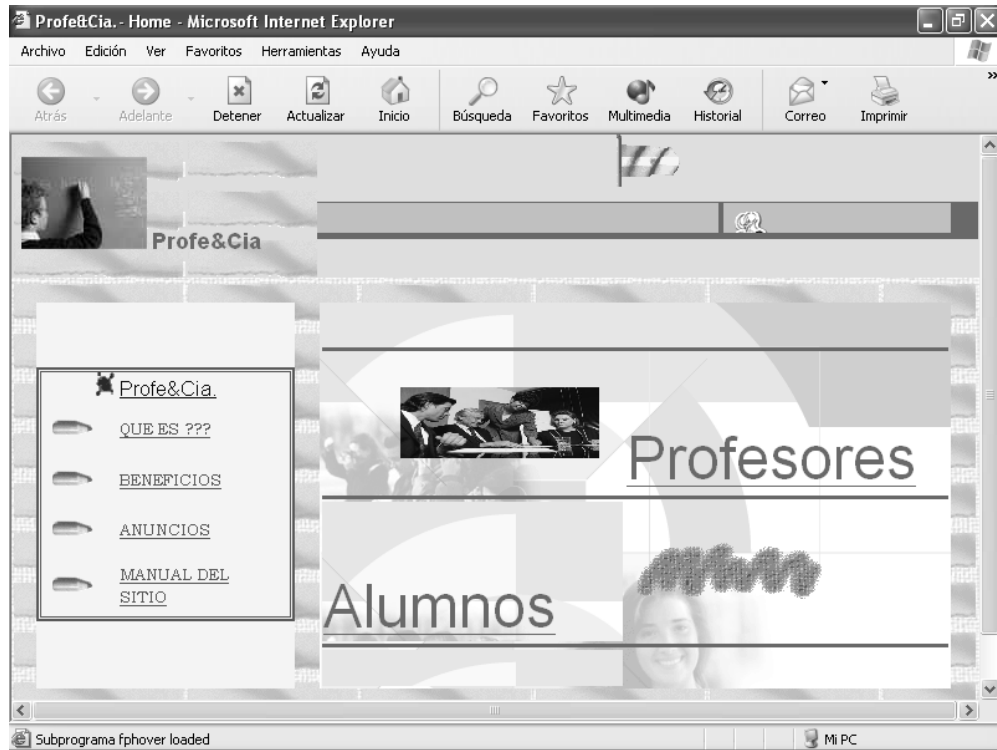 Profe&Cia. - Home - Microsoft Internet Explorer
Archivo Edición Ver Favoritos Herramientas Ayuda
»
Atrás Adelante Detener Actualizar Inicio Búsqueda Favoritos Multimedia Historial Correo Imprimir
Profe&Cia
Profe&Cia.
QUE ES ???
BENEFICIOS
ANUNCIOS
MANUAL DEL
SITIO
Profesores
Alumnos
Subprograma fphover loaded
Mi PC